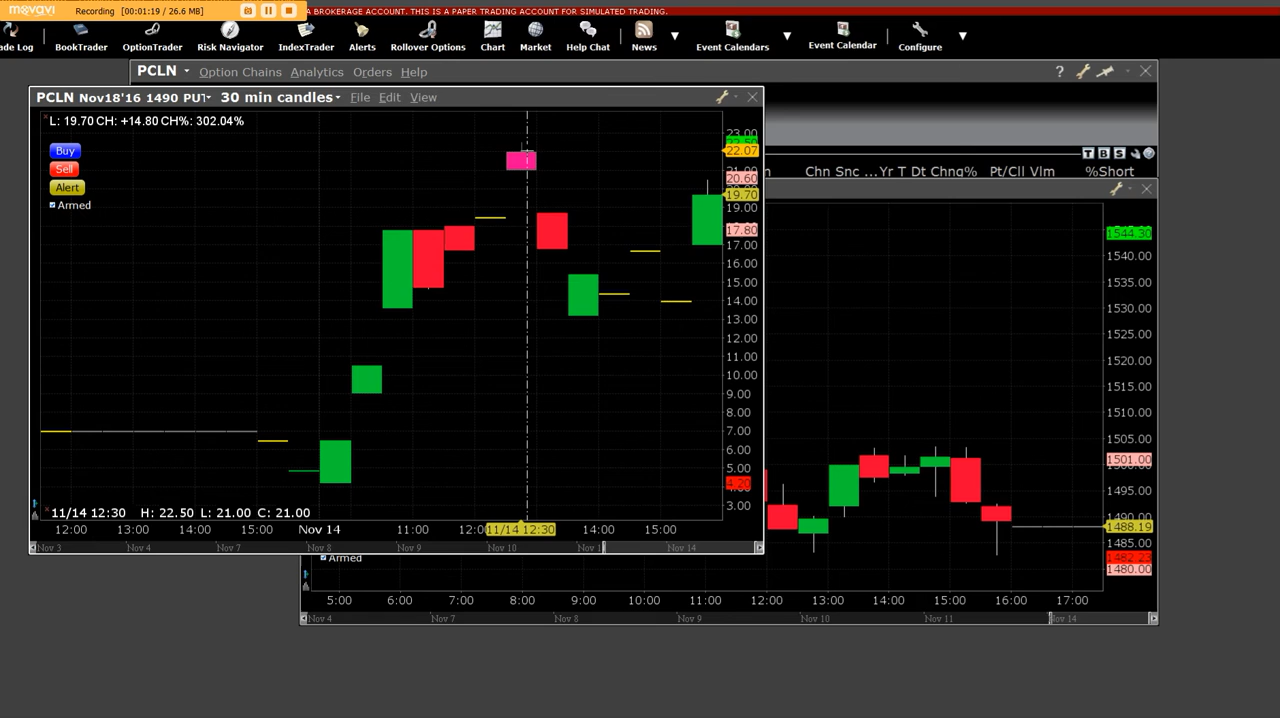 movavi Recording [00:01:19 / 26.6 MB] A BROKERAGE ACCOUNT. THIS IS A PAPER TRADING ACCOUNT FOR SIMULATED TRADING.
ade Log BookTrader OptionTrader Risk Navigator IndexTrader Alerts Rollover Options Chart Market Help Chat News Event Calendars Event Calendar Configure
PCLN Option Chains Analytics Orders Help ?
PCLN Nov18'16 1490 PUT 30 min candles File Edit View
L: 19.70 CH: +14.80 CH%: 302.04%
Buy
Sell
Alert
Armed
23.00
22.07
21.00
20.60
19.70
19.00
17.80
17.00
16.00
15.00
14.00
13.00
12.00
11.00
10.00
9.00
8.00
7.00
6.00
5.00
4.20
3.00
11/14 12:30 H: 22.50 L: 21.00 C: 21.00
12:00 13:00 14:00 15:00 Nov 14 11:00 12:00 11/14 12:30 14:00 15:00
Nov 3 Nov 4 Nov 7 Nov 8 Nov 9 Nov 10 Nov 1 Nov 14
T B S
n Chn Snc ...Yr T Dt Chng% Pt/Cll Vlm %Short
1544.30
1540.00
1535.00
1530.00
1525.00
1520.00
1515.00
1510.00
1505.00
1501.00
1495.00
1490.00
1488.19
1485.00
1482.23
1480.00
Armed
5:00 6:00 7:00 8:00 9:00 10:00 11:00 12:00 13:00 14:00 15:00 16:00 17:00
Nov 4 Nov 7 Nov 8 Nov 9 Nov 10 Nov 11 Nov 14